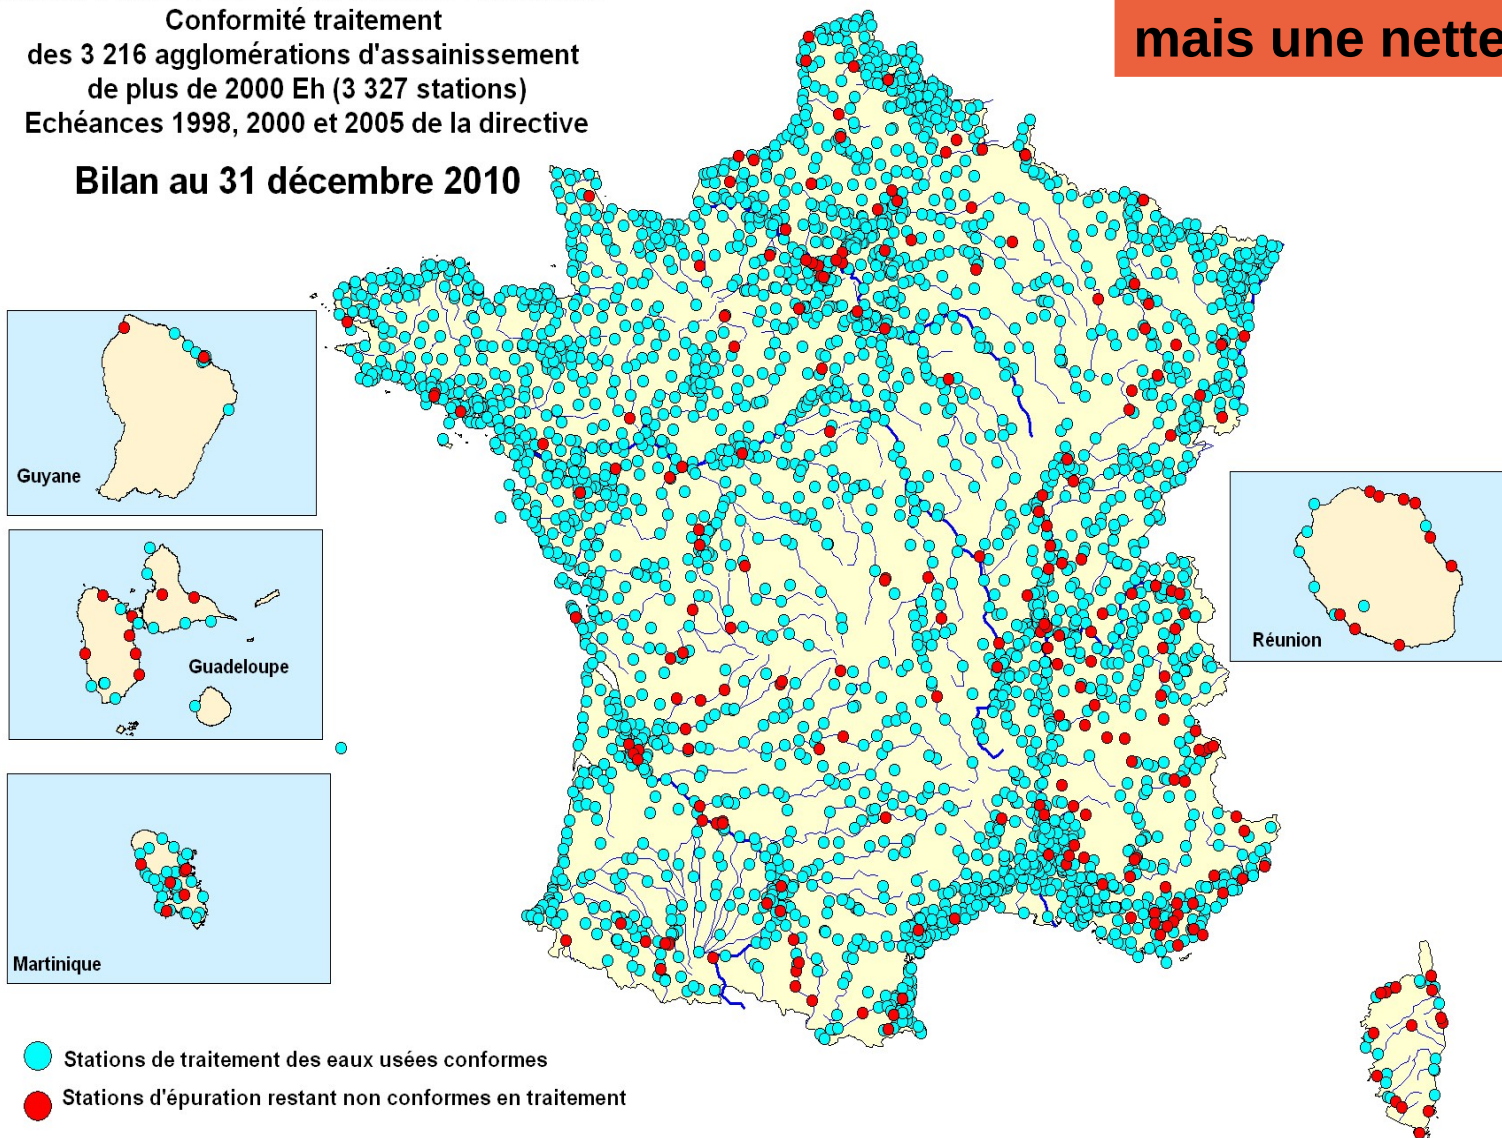 Conformité traitement
des 3 216 agglomérations d'assainissement
de plus de 2000 Eh (3 327 stations)
Echéances 1998, 2000 et 2005 de la directive
Bilan au 31 décembre 2010
mais une nette
Guyane
Guadeloupe
Martinique
Réunion
Stations de traitement des eaux usées conformes
Stations d'épuration restant non conformes en traitement